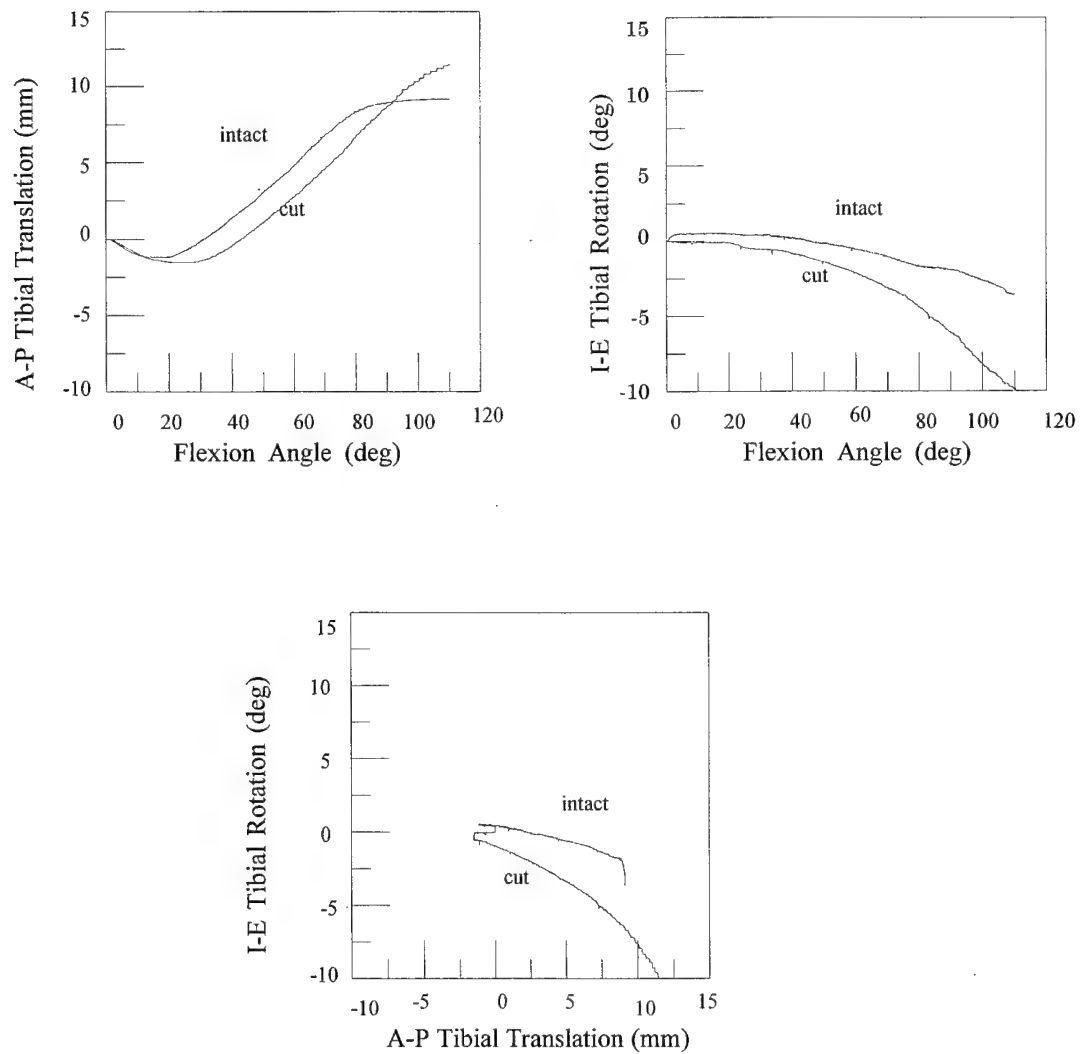 15
10
5
0
-5
-10
A-P Tibial Translation (mm)
intact
cut
0 20 40 60 80 100 120
Flexion Angle (deg)
15
10
5
0
-5
-10
I-E Tibial Rotation (deg)
intact
cut
0 20 40 60 80 100 120
Flexion Angle (deg)
15
10
5
0
-5
-10
I-E Tibial Rotation (deg)
intact
cut
-10 -5 0 5 10 15
A-P Tibial Translation (mm)